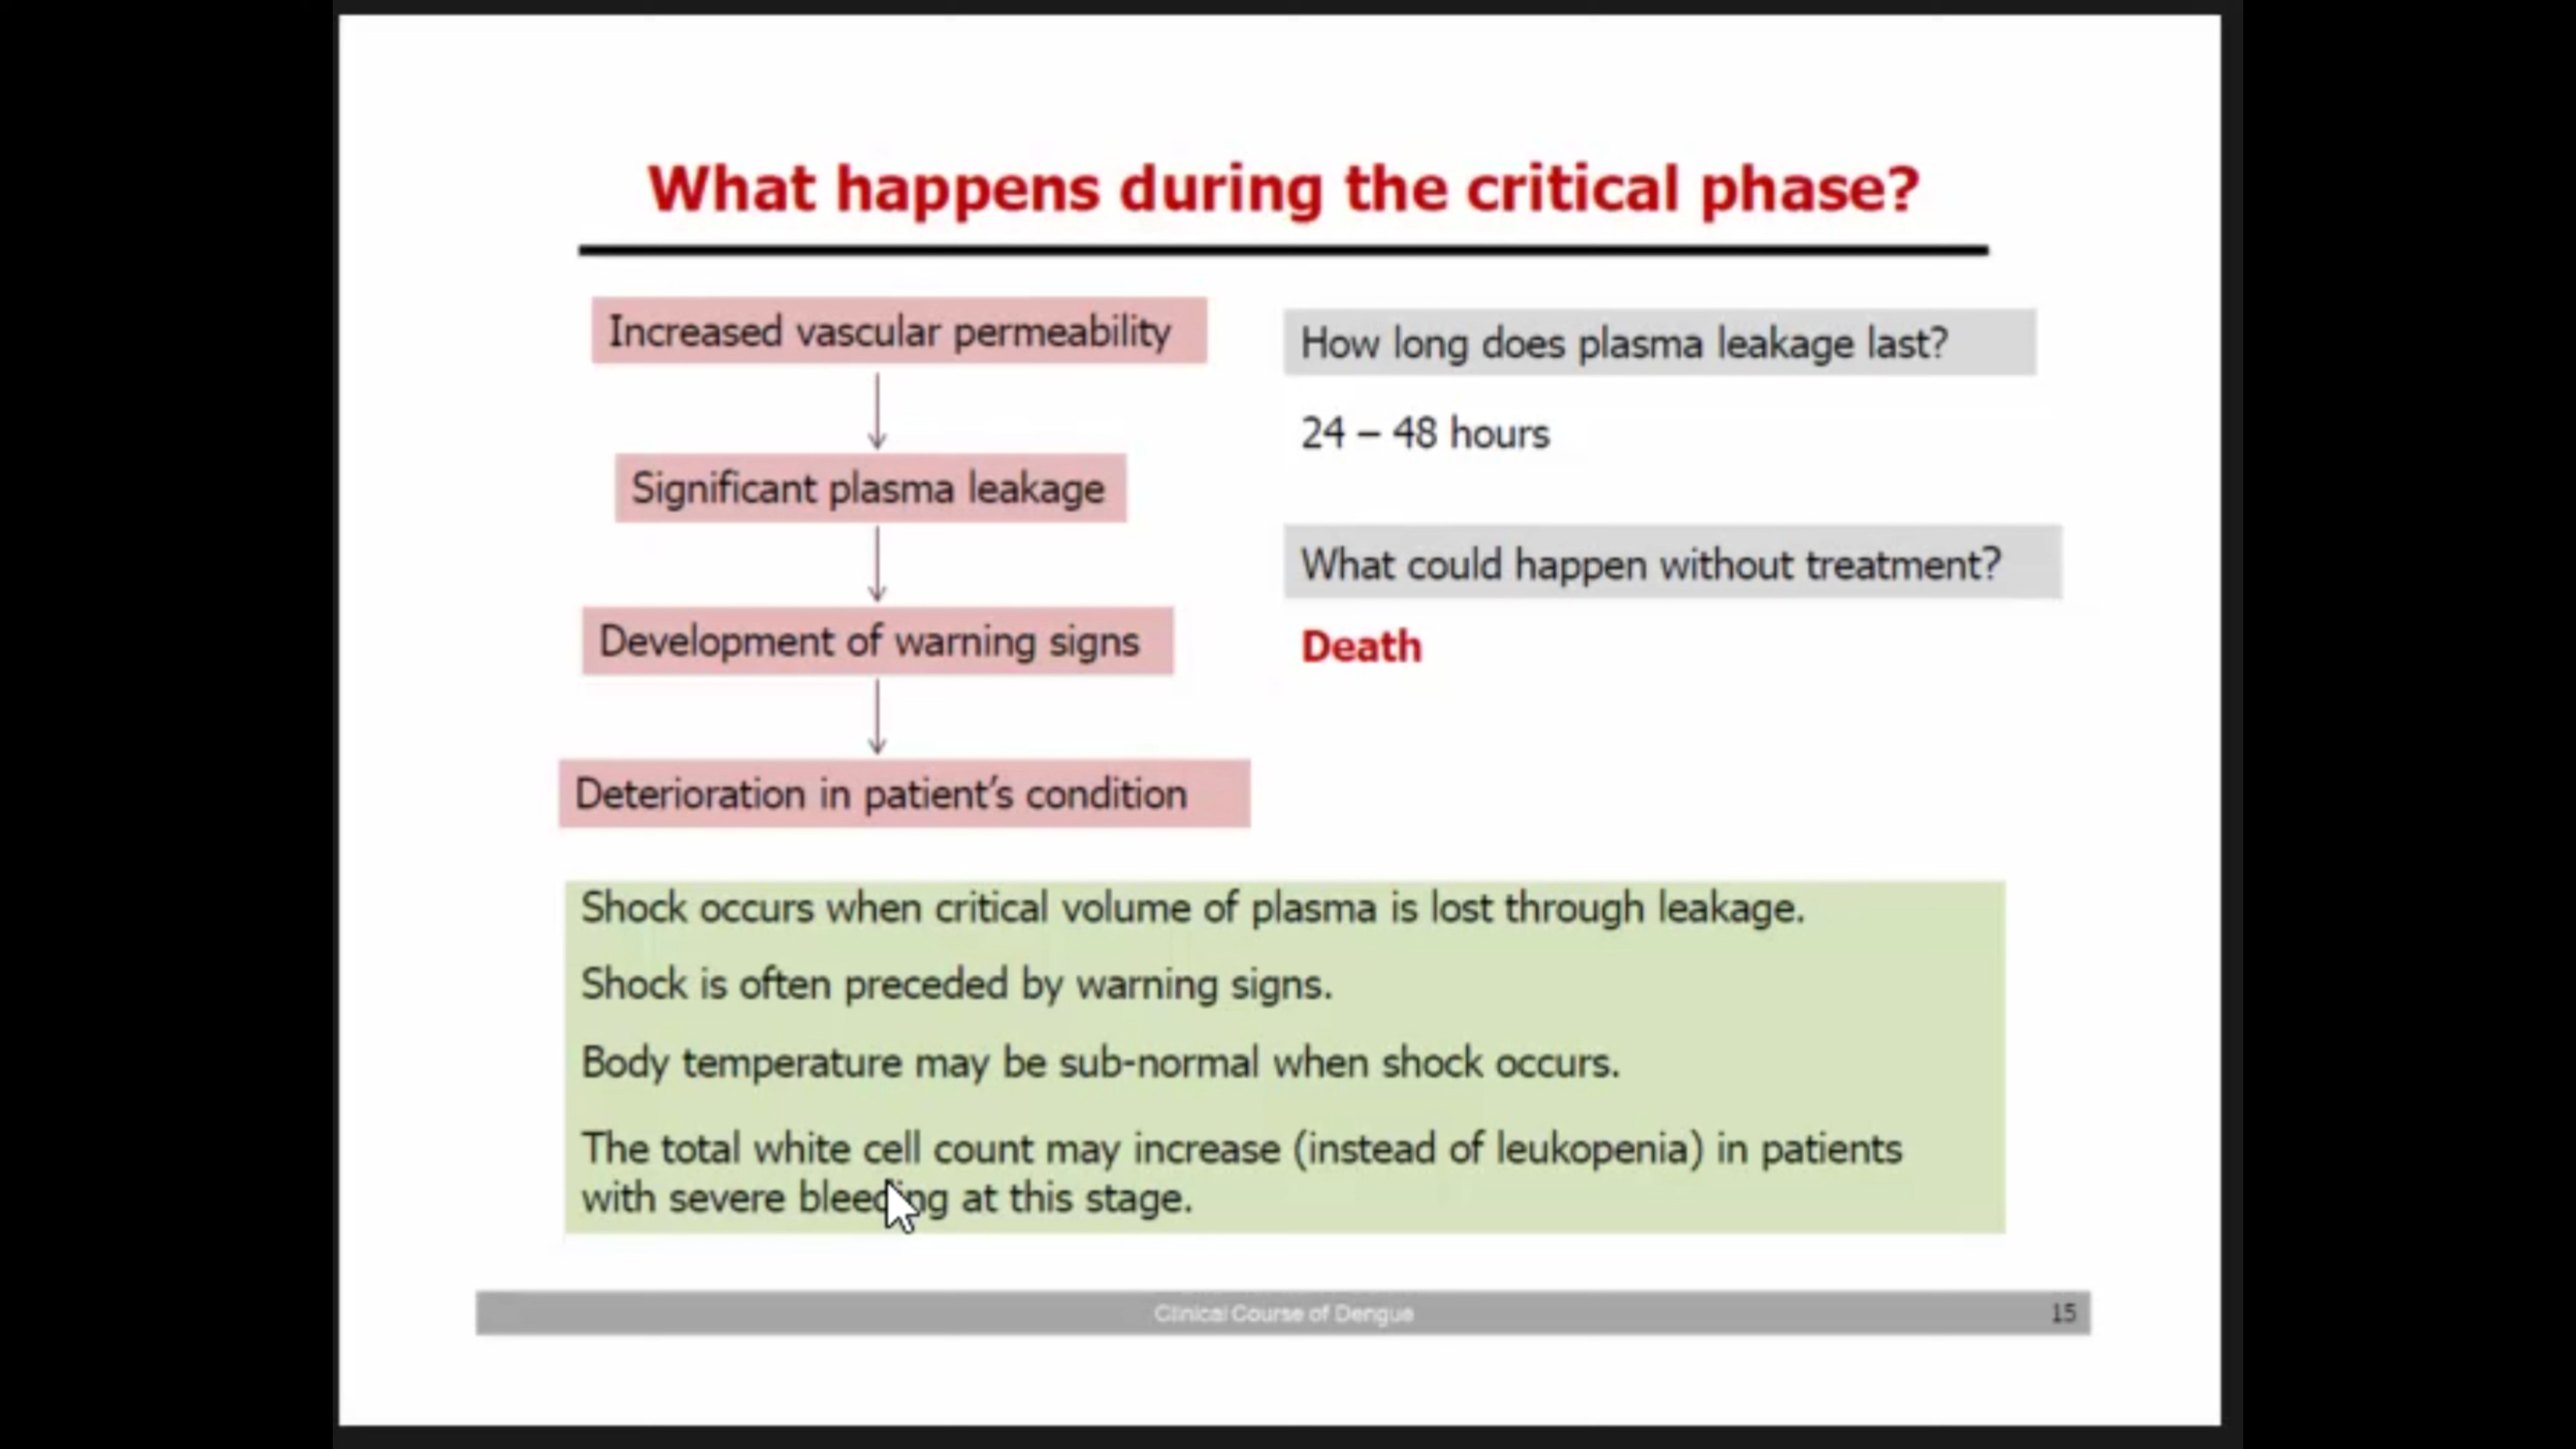 What happens during the critical phase?
Increased vascular permeability
Significant plasma leakage
Development of warning signs
Deterioration in patient's condition
How long does plasma leakage last?
24 – 48 hours
What could happen without treatment?
Death
Shock occurs when critical volume of plasma is lost through leakage.
Shock is often preceded by warning signs.
Body temperature may be sub-normal when shock occurs.
The total white cell count may increase (instead of leukopenia) in patients
with severe bleeding at this stage.
Clinical Course of Dengue
15